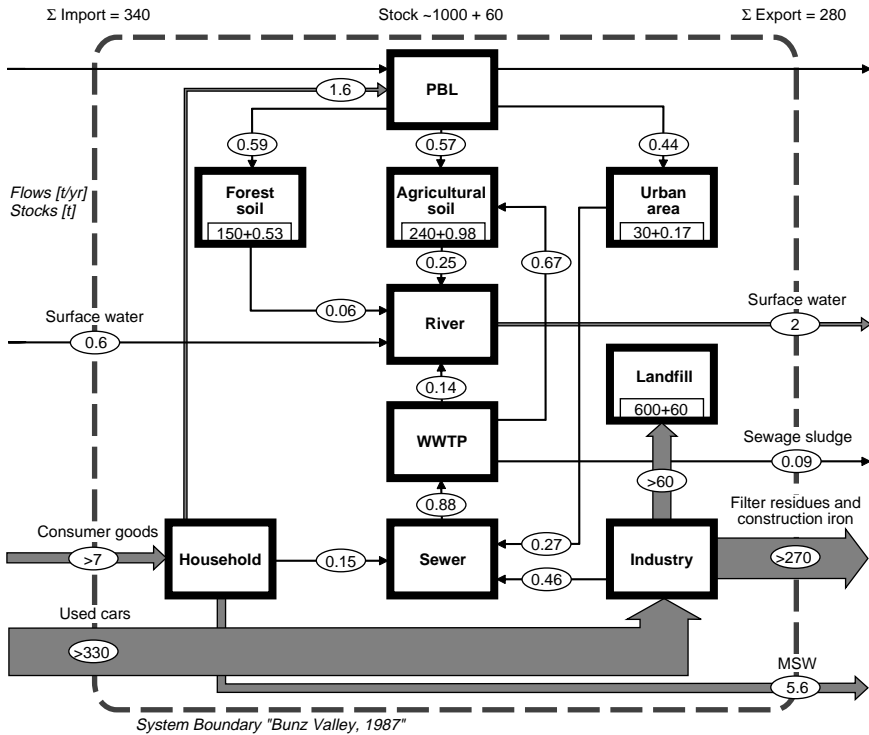 Σ Import = 340
Stock ~1000 + 60
Σ Export = 280
1.6
PBL
0.59
0.57
0.44
Flows [t/yr]
Stocks [t]
Forest
soil
150+0.53
Agricultural
soil
240+0.98
Urban
area
30+0.17
0.25
0.67
Surface water
0.6
0.06
River
Surface water
2
0.14
Landfill
600+60
WWTP
Sewage sludge
0.09
>60
0.88
Filter residues and
construction iron
Consumer goods
>7
Household
0.15
Sewer
0.27
0.46
Industry
>270
Used cars
>330
MSW
5.6
System Boundary "Bunz Valley, 1987"